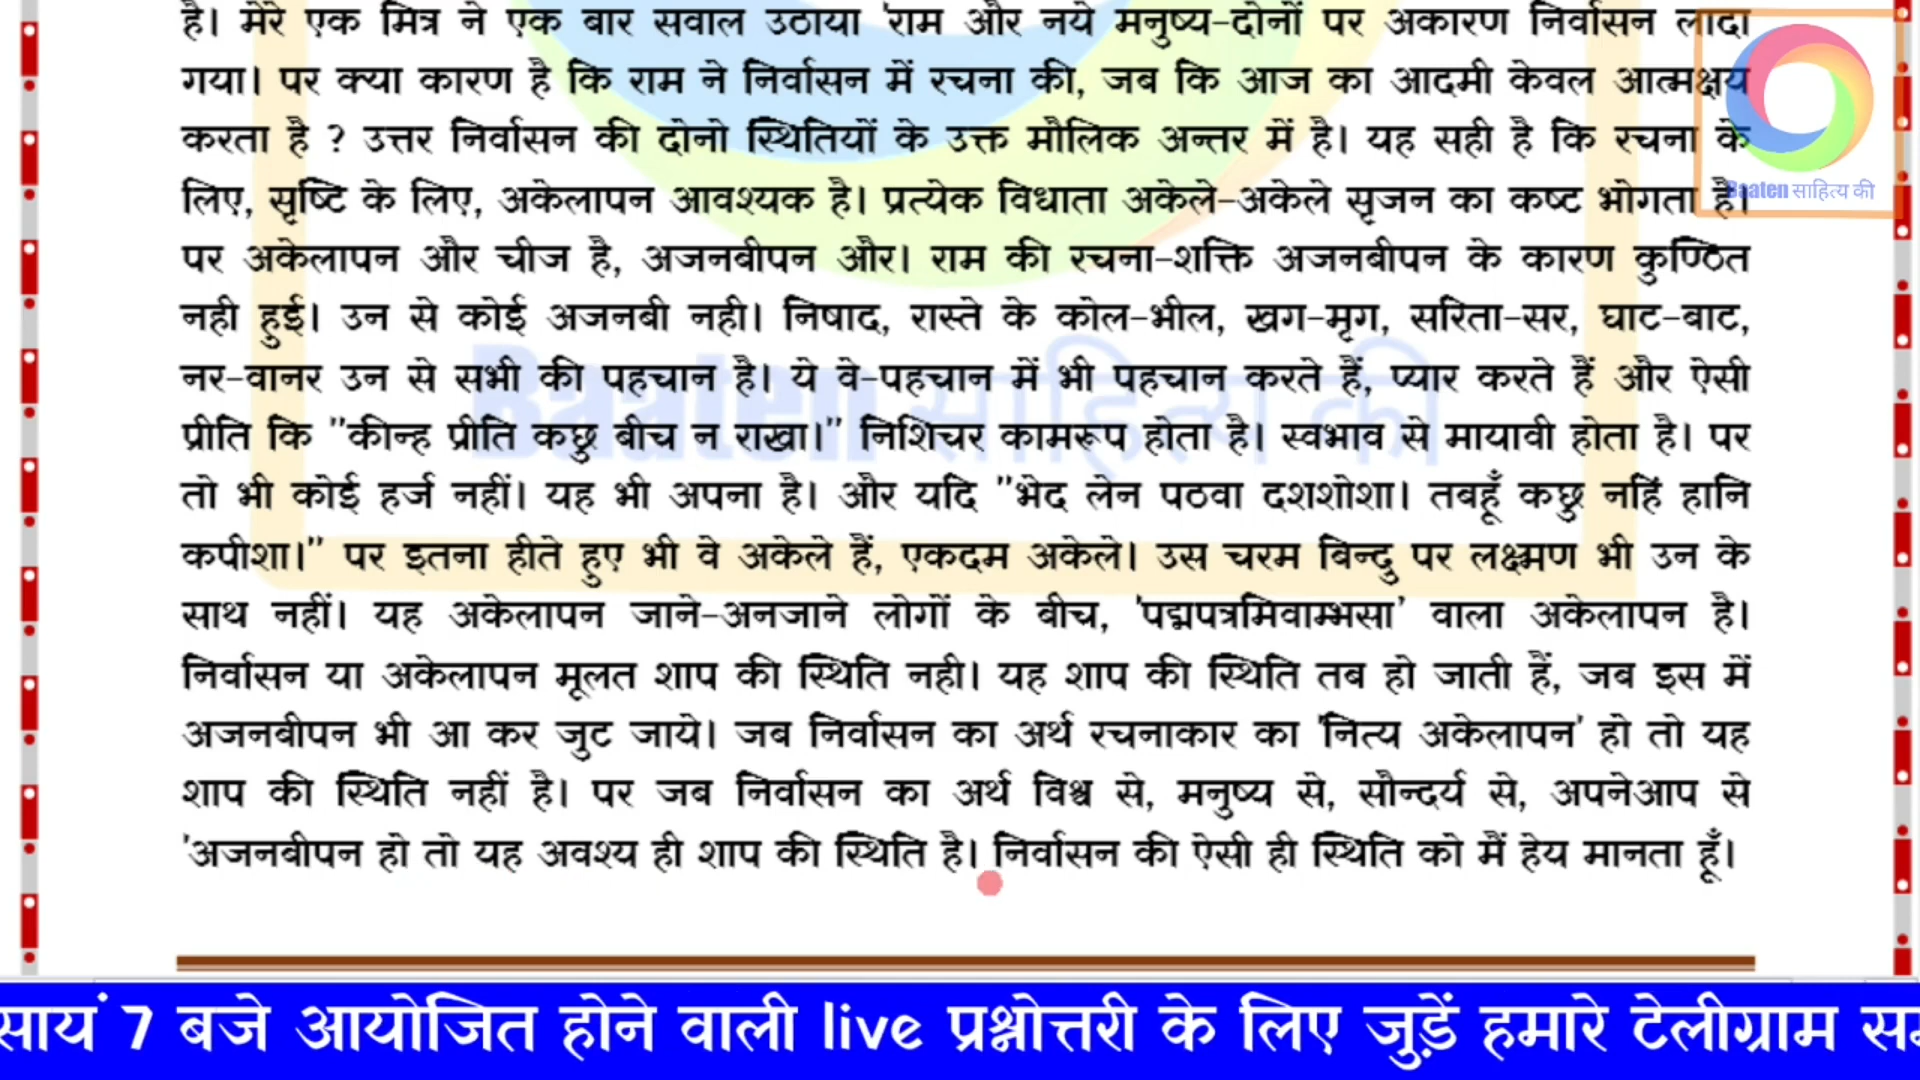 है। मेरे एक मित्र ने एक बार सवाल उठाया 'राम और नये मनुष्य-दोनों पर अकारण निर्वासन लादा
गया। पर क्या कारण है कि राम ने निर्वासन में रचना की, जब कि आज का आदमी केवल आत्मक्षय
करता है ? उत्तर निर्वासन की दोनो स्थितियों के उक्त मौलिक अन्तर में है। यह सही है कि रचना के
लिए, सृष्टि के लिए, अकेलापन आवश्यक है। प्रत्येक विधाता अकेले-अकेले सृजन का कष्ट भोगता है।
पर अकेलापन और चीज है, अजनबीपन और। राम की रचना-शक्ति अजनबीपन के कारण कुण्ठित
नही हुई। उन से कोई अजनबी नही। निषाद, रास्ते के कोल-भील, खग-मृग, सरिता-सर, घाट-बाट,
नर-वानर उन से सभी की पहचान है। ये वे-पहचान में भी पहचान करते हैं, प्यार करते हैं और ऐसी
प्रीति कि "कीन्ह प्रीति कछु बीच न राखा।" निशिचर कामरूप होता है। स्वभाव से मायावी होता है। पर
तो भी कोई हर्ज नहीं। यह भी अपना है। और यदि "भेद लेन पठवा दशशोशा। तबहूँ कछु नहिं हानि
कपीशा।" पर इतना हीते हुए भी वे अकेले हैं, एकदम अकेले। उस चरम बिन्दु पर लक्ष्मण भी उन के
साथ नहीं। यह अकेलापन जाने-अनजाने लोगों के बीच, 'पद्मपत्रमिवाम्भसा' वाला अकेलापन है।
निर्वासन या अकेलापन मूलत शाप की स्थिति नही। यह शाप की स्थिति तब हो जाती हैं, जब इस में
अजनबीपन भी आ कर जुट जाये। जब निर्वासन का अर्थ रचनाकार का 'नित्य अकेलापन' हो तो यह
शाप की स्थिति नहीं है। पर जब निर्वासन का अर्थ विश्व से, मनुष्य से, सौन्दर्य से, अपनेआप से
'अजनबीपन हो तो यह अवश्य ही शाप की स्थिति है। निर्वासन की ऐसी ही स्थिति को मैं हेय मानता हूँ।
Baaten साहित्य की
Baaten साहित्य की
सायं 7 बजे आयोजित होने वाली live प्रश्नोत्तरी के लिए जुड़ें हमारे टेलीग्राम